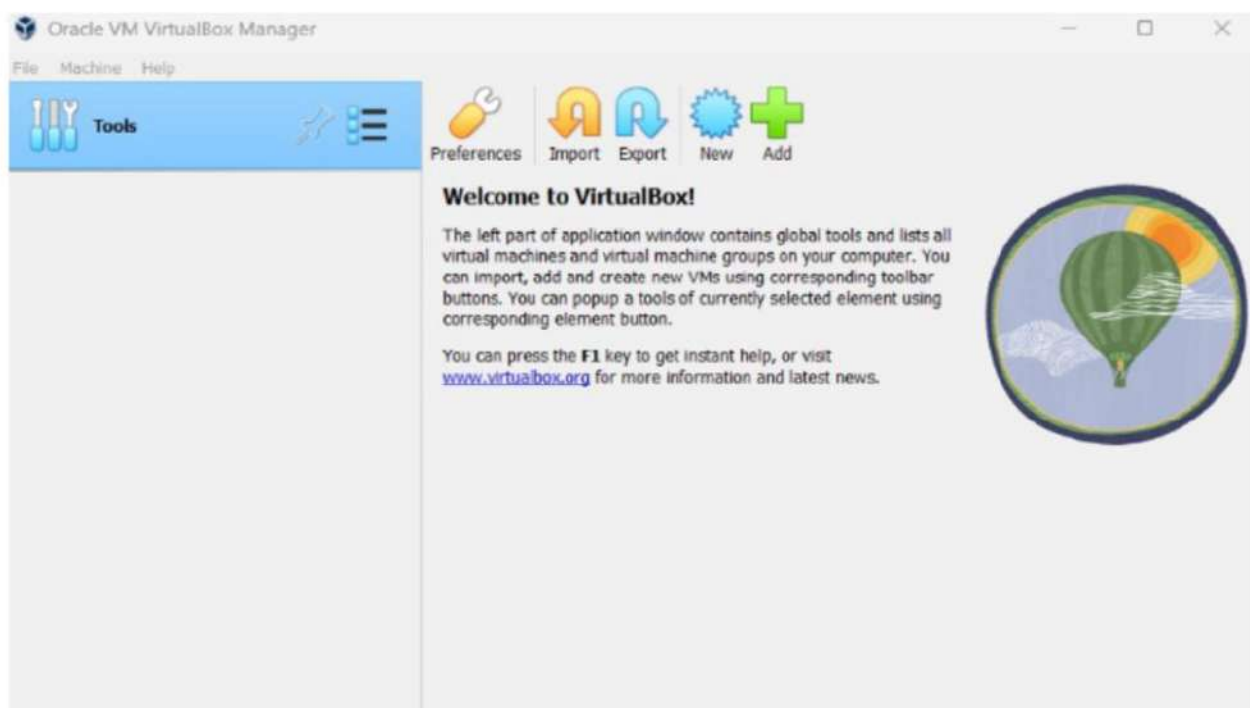 Oracle VM VirtualBox Manager
File Machine Help
Tools
Preferences Import Export New Add
Welcome to VirtualBox!
The left part of application window contains global tools and lists all
virtual machines and virtual machine groups on your computer. You
can import, add and create new VMs using corresponding toolbar
buttons. You can popup a tools of currently selected element using
corresponding element button.
You can press the F1 key to get instant help, or visit
www.virtualbox.org for more information and latest news.